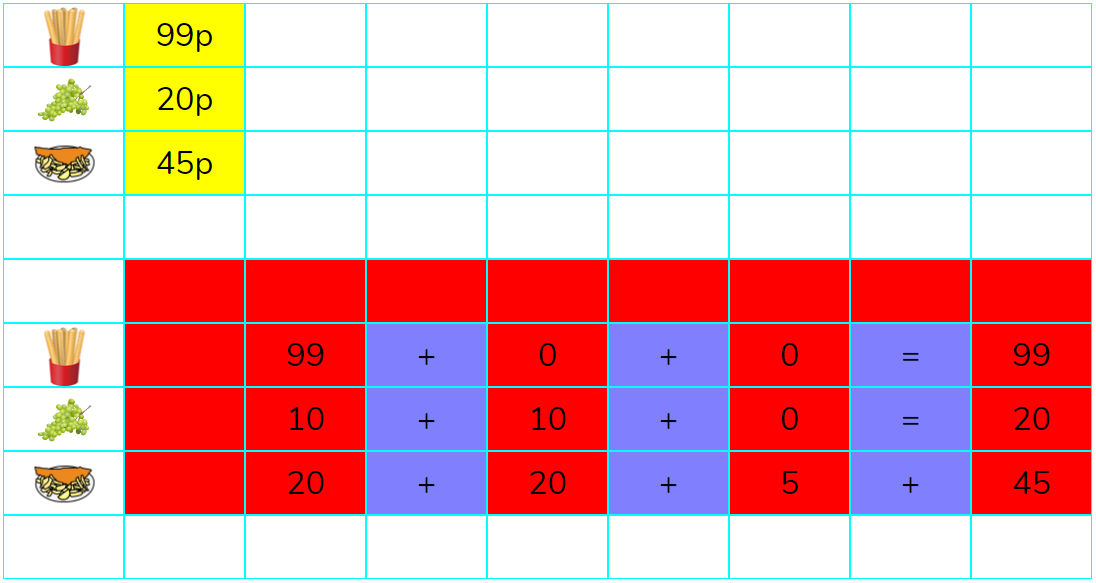 99p
20p
45p
99 + 0 + 0 = 99
10 + 10 + 0 = 20
20 + 20 + 5 + 45